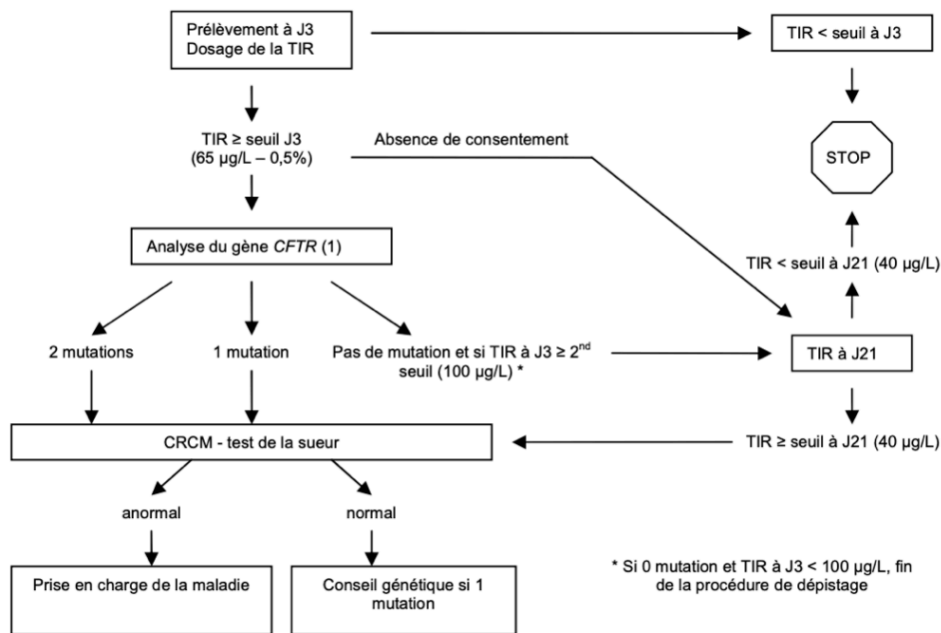 Prélèvement à J3
Dosage de la TIR
TIR < seuil à J3
TIR ≥ seuil J3
(65 µg/L – 0,5%)
Absence de consentement
STOP
Analyse du gène CFTR (1)
TIR < seuil à J21 (40 µg/L)
2 mutations
1 mutation
Pas de mutation et si TIR à J3 ≥ 2nd
seuil (100 µg/L) *
TIR à J21
CRCM - test de la sueur
TIR ≥ seuil à J21 (40 µg/L)
anormal
normal
Prise en charge de la maladie
Conseil génétique si 1
mutation
* Si 0 mutation et TIR à J3 < 100 µg/L, fin
de la procédure de dépistage